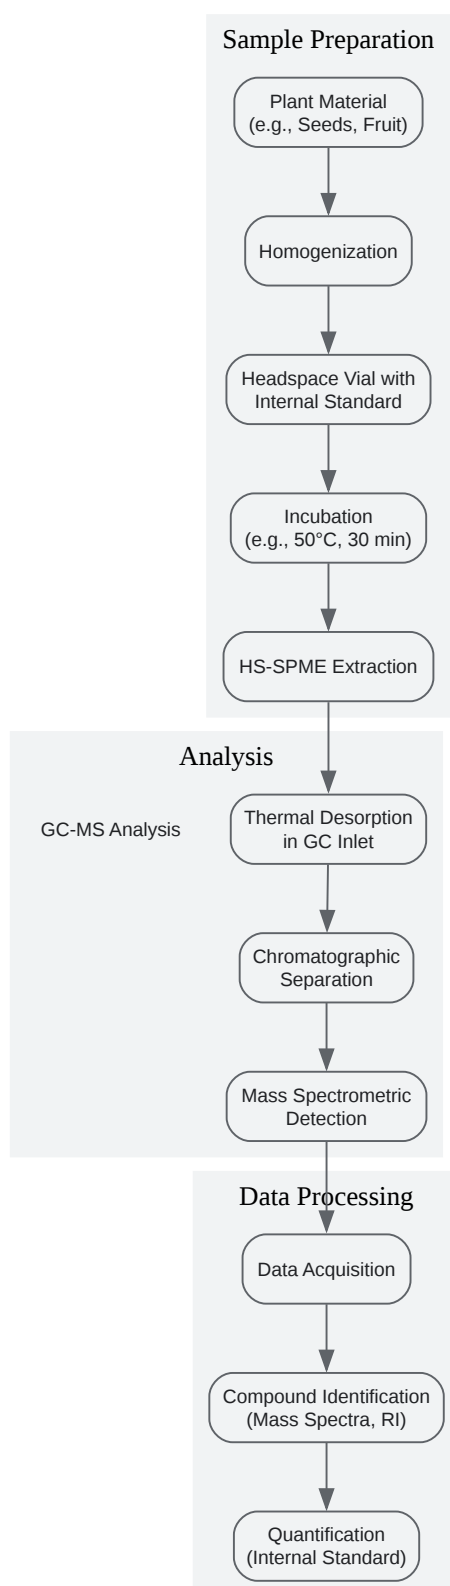 Sample Preparation
Plant Material
(e.g., Seeds, Fruit)
Homogenization
Headspace Vial with
Internal Standard
Incubation
(e.g., 50°C, 30 min)
HS-SPME Extraction
Analysis
GC-MS Analysis
Thermal Desorption
in GC Inlet
Chromatographic
Separation
Mass Spectrometric
Detection
Data Processing
Data Acquisition
Compound Identification
(Mass Spectra, RI)
Quantification
(Internal Standard)